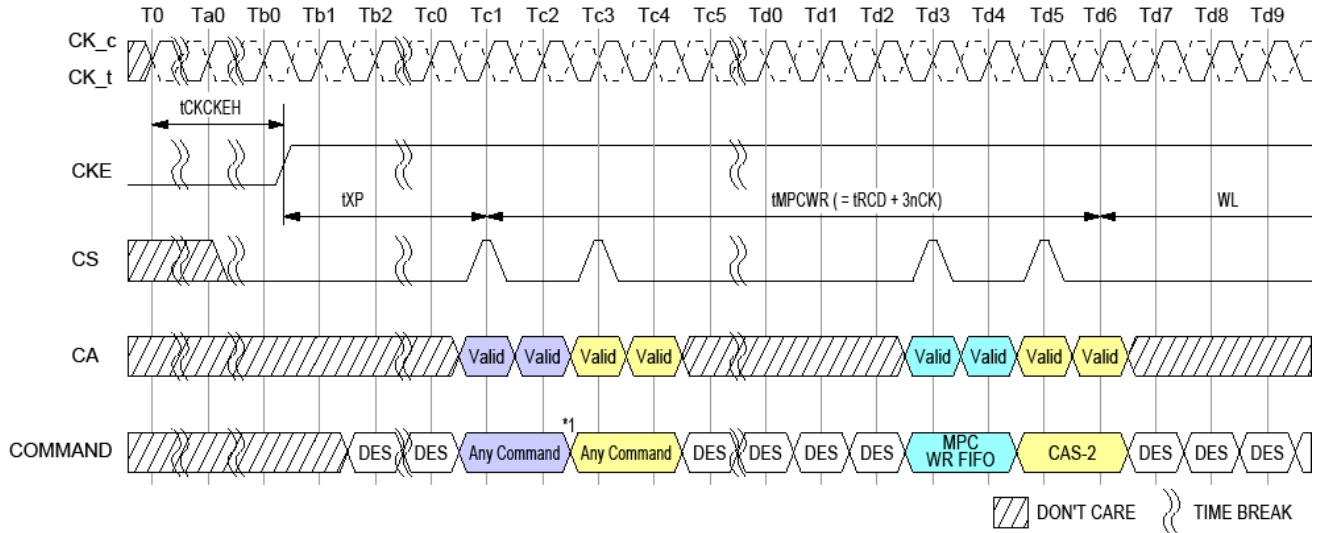 T0 Ta0 Tb0 Tb1 Tb2 Tc0 Tc1 Tc2 Tc3 Tc4 Tc5 Td0 Td1 Td2 Td3 Td4 Td5 Td6 Td7 Td8 Td9
CK_c
CK_t
tCKCKEH
CKE
tXP tMPCWR ( = tRCD + 3nCK) WL
CS
CA Valid Valid Valid Valid Valid Valid Valid Valid
*1
COMMAND DES DES Any Command Any Command DES DES DES DES MPC WR FIFO CAS-2 DES DES DES
DON'T CARE TIME BREAK